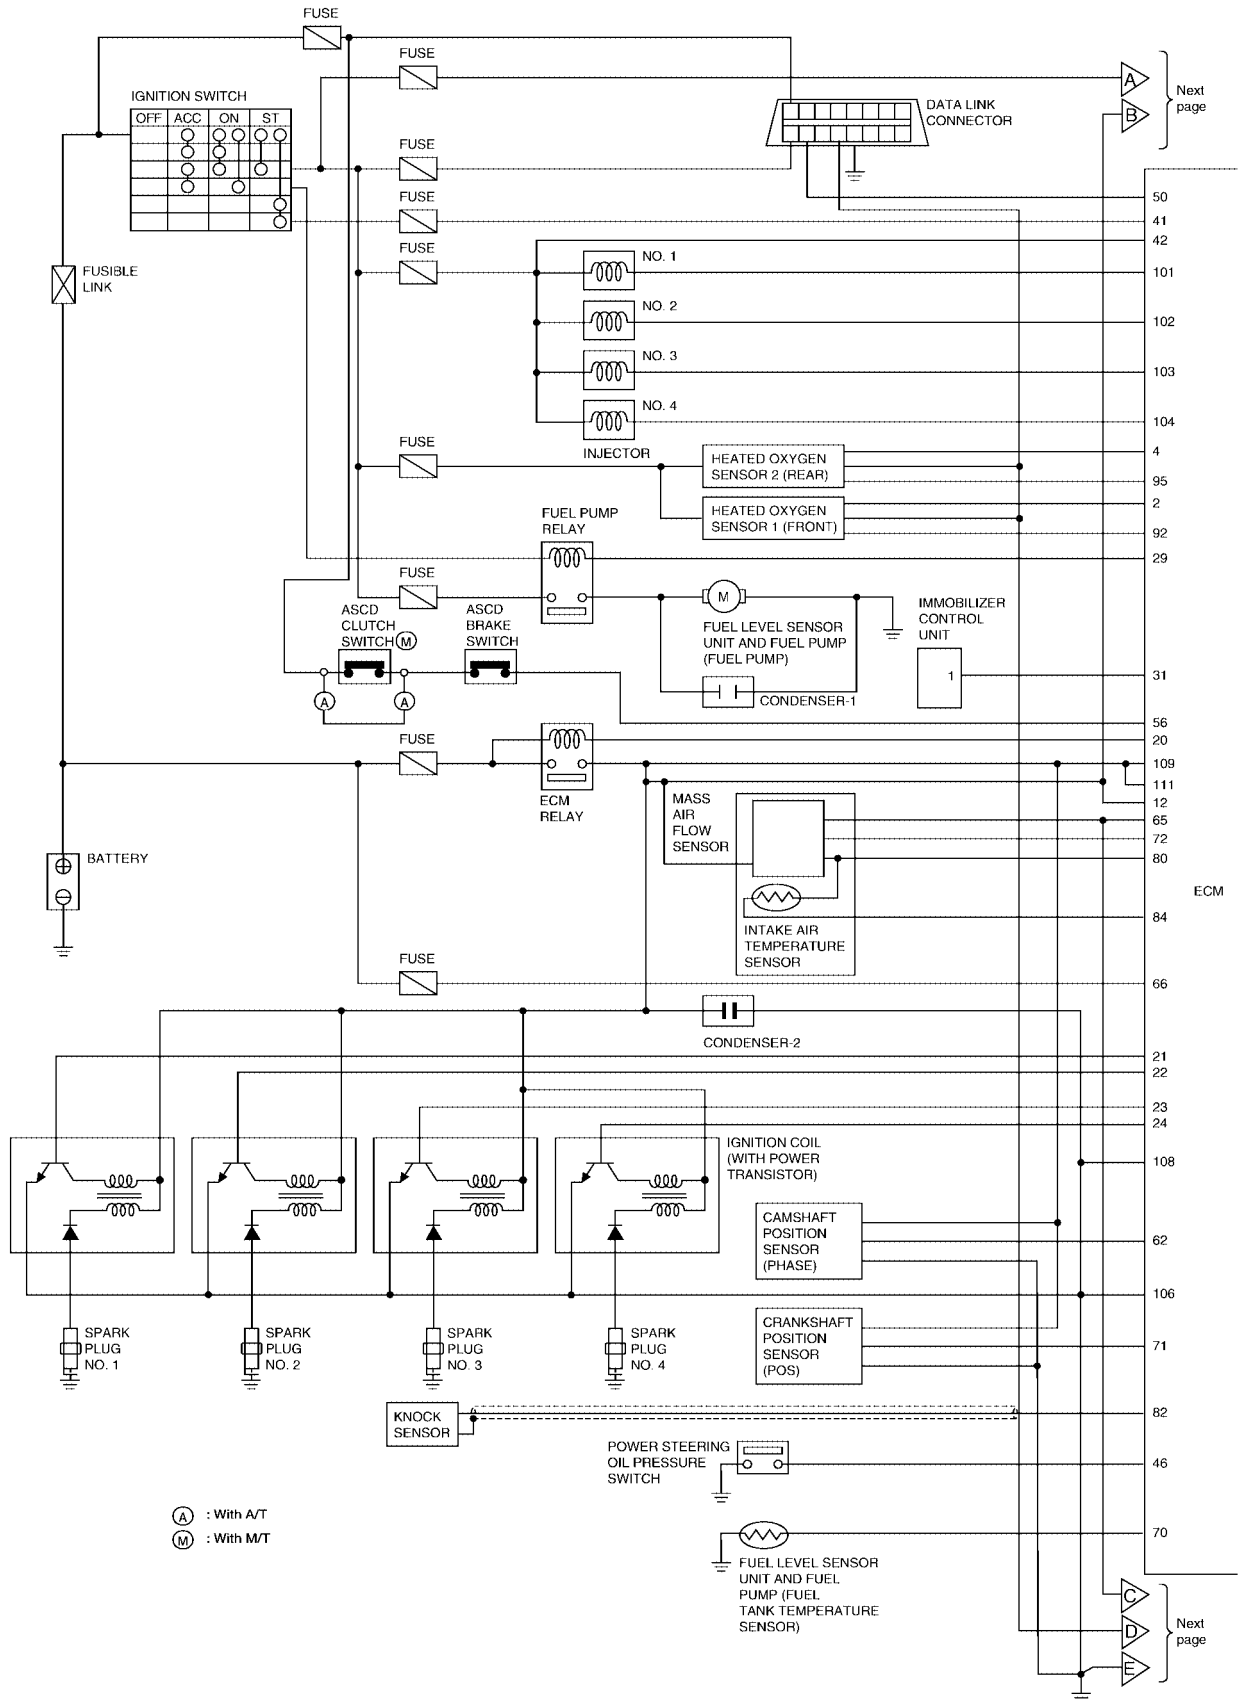 FUSE
FUSE
A
Next
page
IGNITION SWITCH
OFF ACC ON ST
DATA LINK
CONNECTOR
B
FUSE
FUSE
50
41
42
FUSE
NO. 1
101
FUSIBLE
LINK
NO. 2
102
NO. 3
103
NO. 4
104
INJECTOR
FUSE
HEATED OXYGEN
SENSOR 2 (REAR)
4
95
HEATED OXYGEN
SENSOR 1 (FRONT)
2
92
FUEL PUMP
RELAY
29
FUSE
M
ASCD
CLUTCH
SWITCH M
ASCD
BRAKE
SWITCH
FUEL LEVEL SENSOR
UNIT AND FUEL PUMP
(FUEL PUMP)
IMMOBILIZER
CONTROL
UNIT
1
31
A A
CONDENSER-1
56
FUSE
20
109
111
12
ECM
RELAY
MASS
AIR
FLOW
SENSOR
65
72
80
BATTERY
ECM
84
INTAKE AIR
TEMPERATURE
SENSOR
FUSE
66
CONDENSER-2
21
22
23
24
IGNITION COIL
(WITH POWER
TRANSISTOR)
108
CAMSHAFT
POSITION
SENSOR
(PHASE)
62
106
SPARK
PLUG
NO. 1
SPARK
PLUG
NO. 2
SPARK
PLUG
NO. 3
SPARK
PLUG
NO. 4
CRANKSHAFT
POSITION
SENSOR
(POS)
71
KNOCK
SENSOR
82
POWER STEERING
OIL PRESSURE
SWITCH
46
A : With A/T
M : With M/T
70
FUEL LEVEL SENSOR
UNIT AND FUEL
PUMP (FUEL
TANK TEMPERATURE
SENSOR)
C
D
E
Next
page